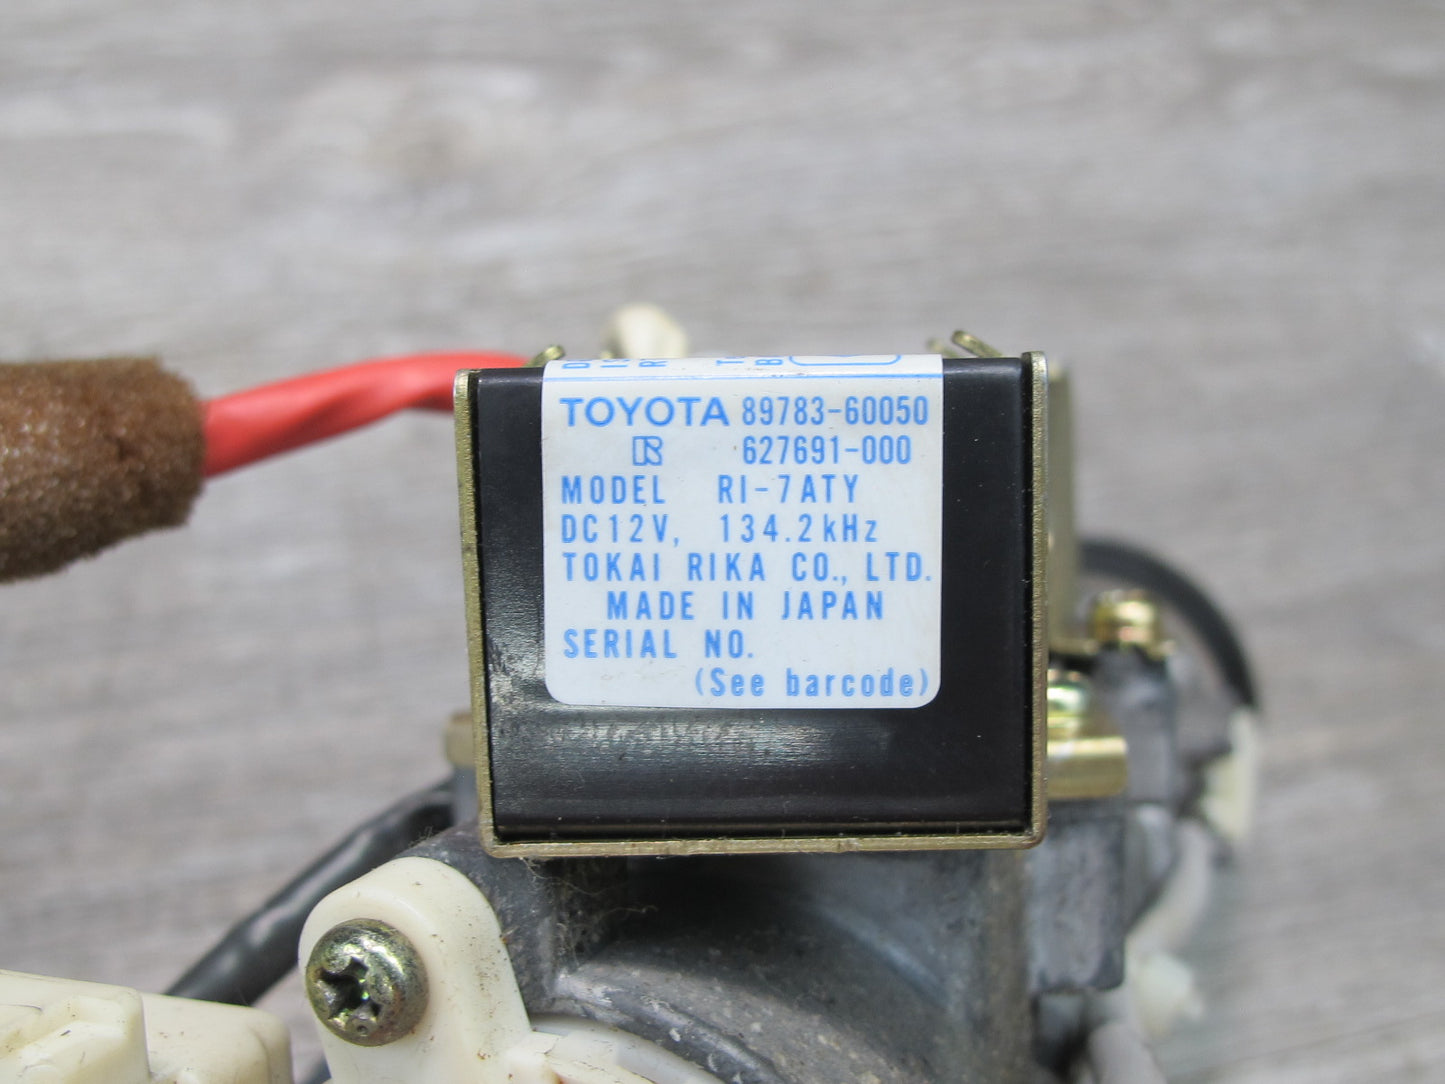 TOYOTA 89783-60050
627691-000
MODEL RI-7ATY
DC12V, 134.2kHz
TOKAI RIKA CO., LTD.
MADE IN JAPAN
SERIAL NO.
(See barcode)